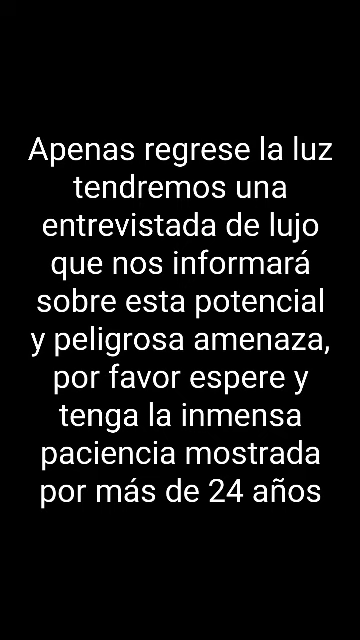 Apenas regrese la luz
tendremos una
entrevistada de lujo
que nos informará
sobre esta potencial
y peligrosa amenaza,
por favor espere y
tenga la inmensa
paciencia mostrada
por más de 24 años